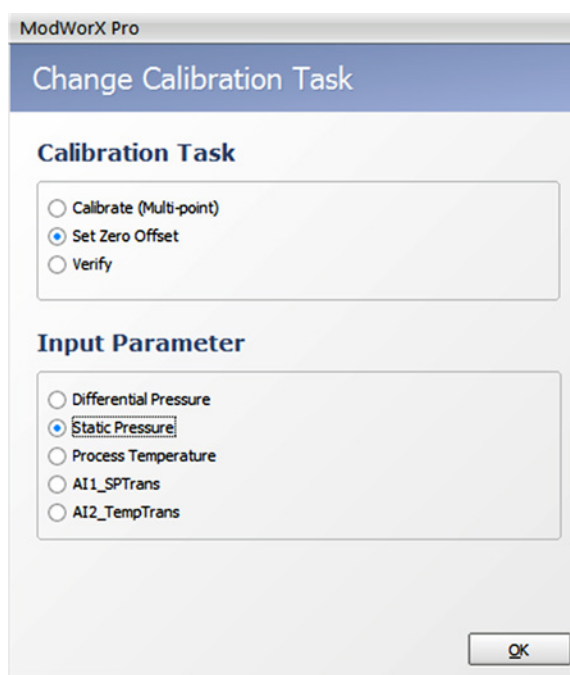 ModWorX Pro
Change Calibration Task
Calibration Task
Calibrate (Multi-point)
Set Zero Offset
Verify
Input Parameter
Differential Pressure
Static Pressure
Process Temperature
AI1_SPTrans
AI2_TempTrans
OK